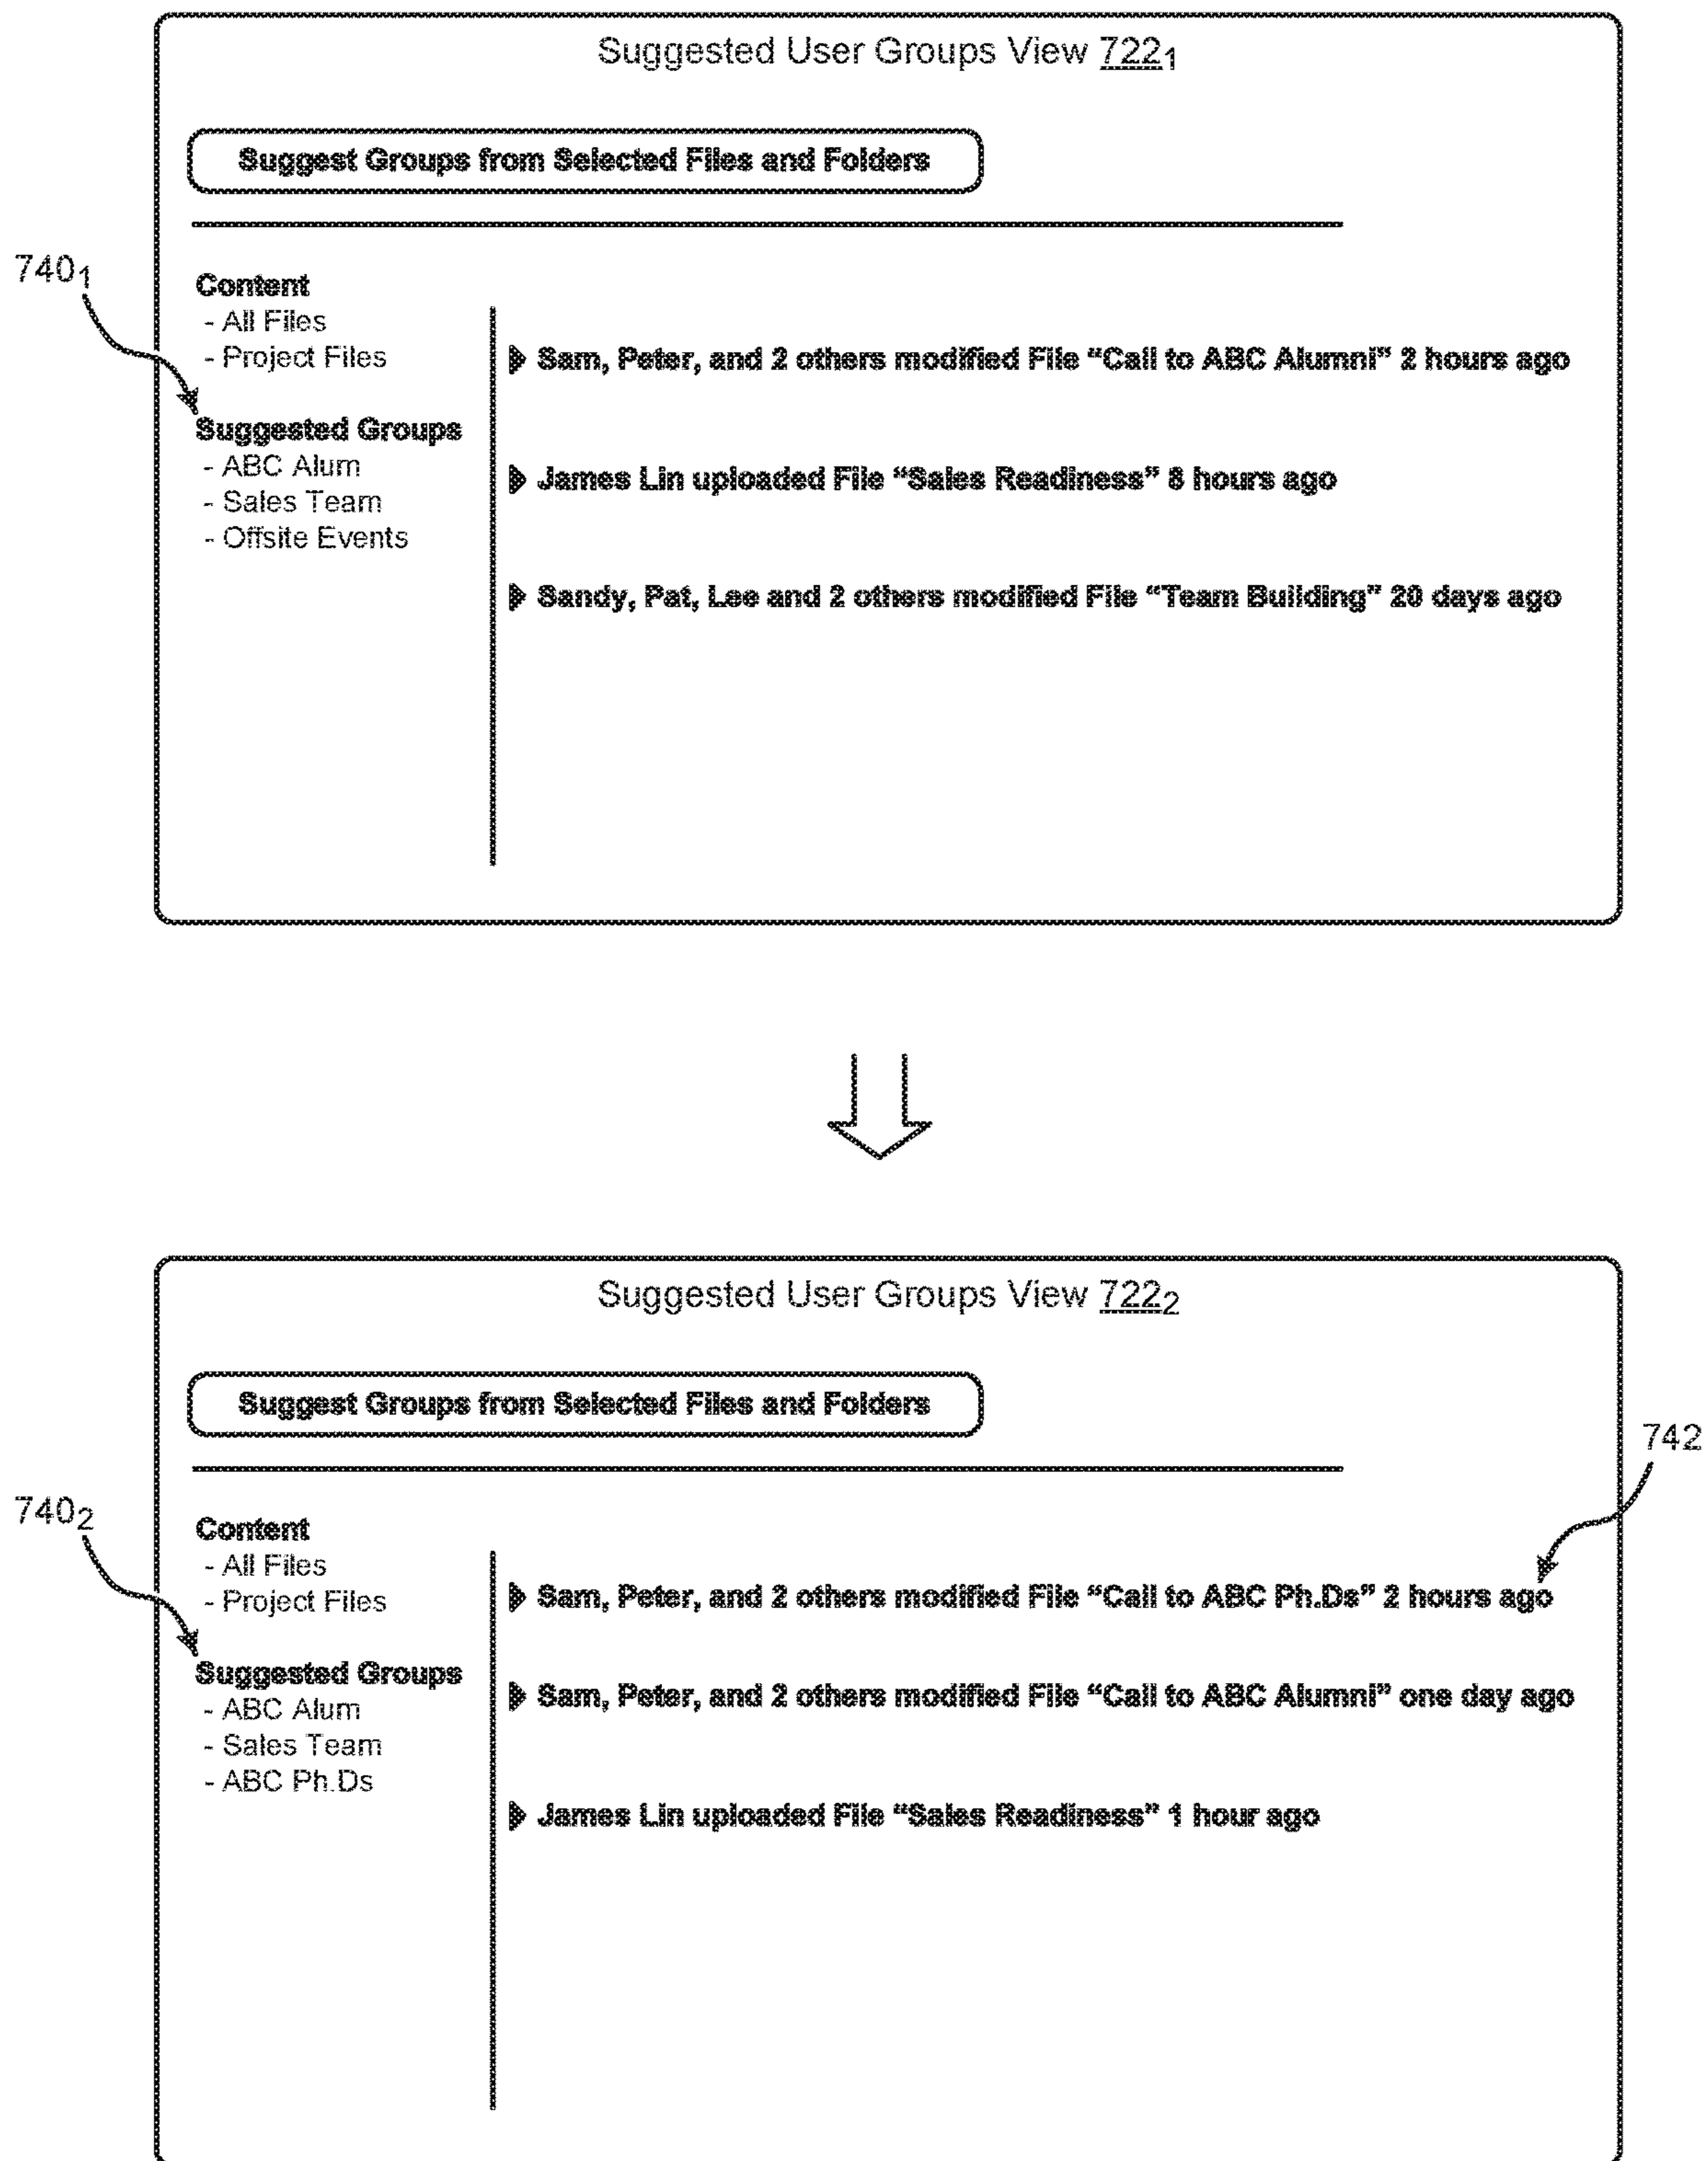 Suggested User Groups View 722₁
Suggest Groups from Selected Files and Folders
740₁
Content
- All Files
- Project Files
Suggested Groups
- ABC Alum
- Sales Team
- Offsite Events
Sam, Peter, and 2 others modified File “Call to ABC Alumni” 2 hours ago
James Lin uploaded File “Sales Readiness” 8 hours ago
Sandy, Pat, Lee and 2 others modified File “Team Building” 20 days ago
Suggested User Groups View 722₂
Suggest Groups from Selected Files and Folders
742
740₂
Content
- All Files
- Project Files
Suggested Groups
- ABC Alum
- Sales Team
- ABC Ph.Ds
Sam, Peter, and 2 others modified File “Call to ABC Ph.Ds” 2 hours ago
Sam, Peter, and 2 others modified File “Call to ABC Alumni” one day ago
James Lin uploaded File “Sales Readiness” 1 hour ago